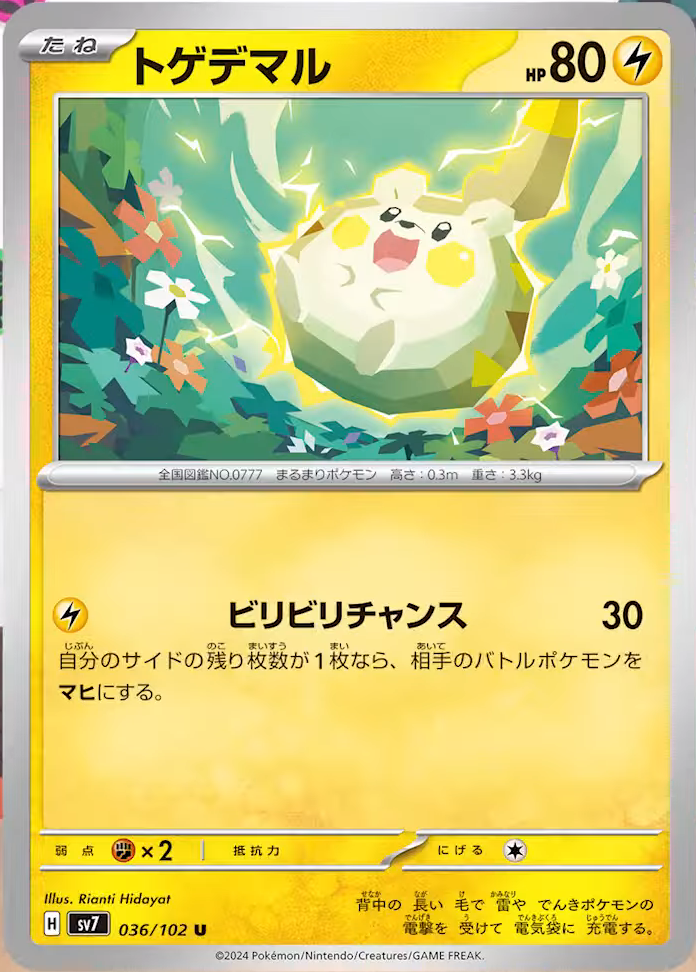 たね トゲデマル HP80
全国図鑑NO.0777 まるまりポケモン 高さ:0.3m 重さ:3.3kg
ビリビリチャンス 30
自分のサイドの残り枚数が1枚なら、相手のバトルポケモンを
マヒにする。
弱点 ×2 抵抗力 にげる
Illus. Rianti Hidayat
背中の 長い 毛で 雷や でんきポケモンの
電撃を 受けて 電気袋に 充電する。
H sv7 036/102 U
©2024 Pokémon/Nintendo/Creatures/GAME FREAK.